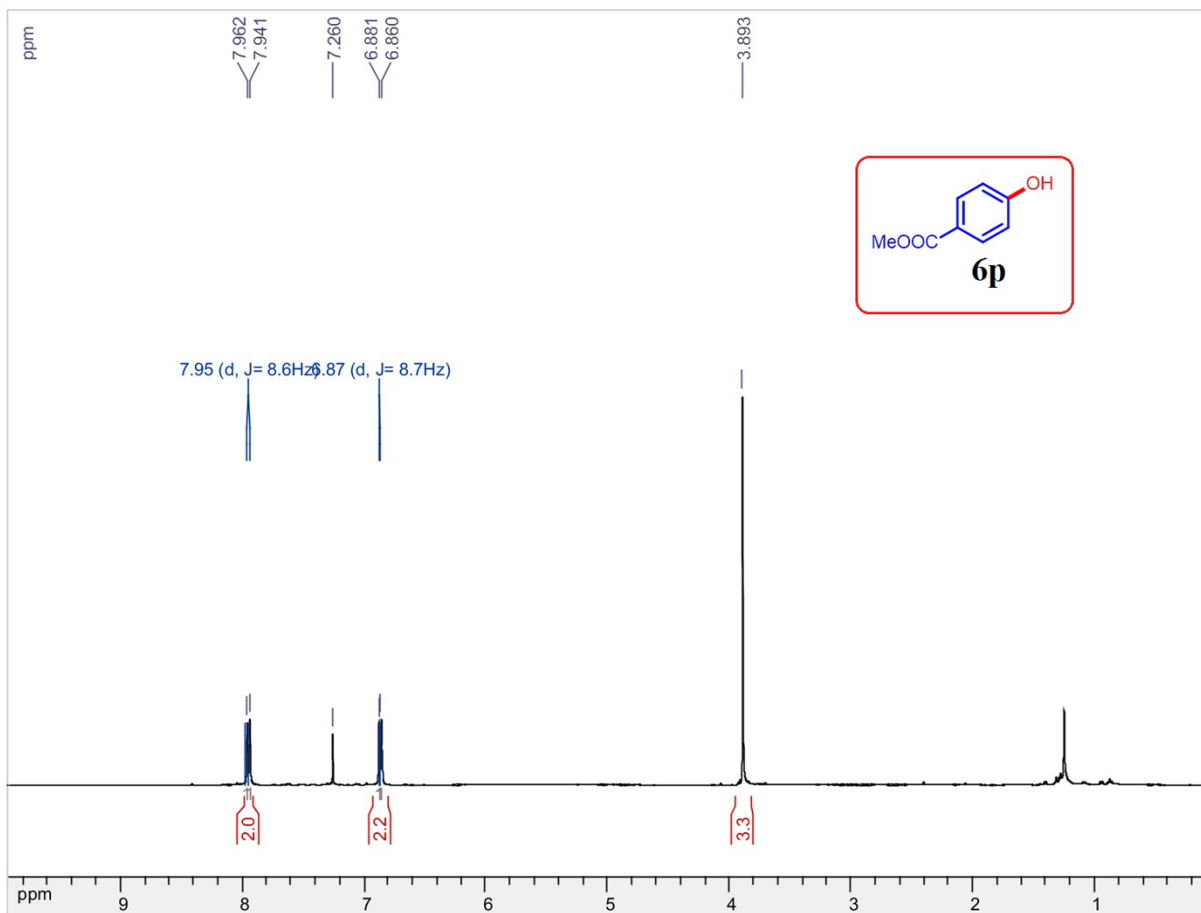 ppm
7.962
7.941
7.260
6.881
6.860
3.893
OH
MeOOC
6p
7.95 (d, J= 8.6Hz)
6.87 (d, J= 8.7Hz)
2.0
2.2
3.3
ppm 9 8 7 6 5 4 3 2 1